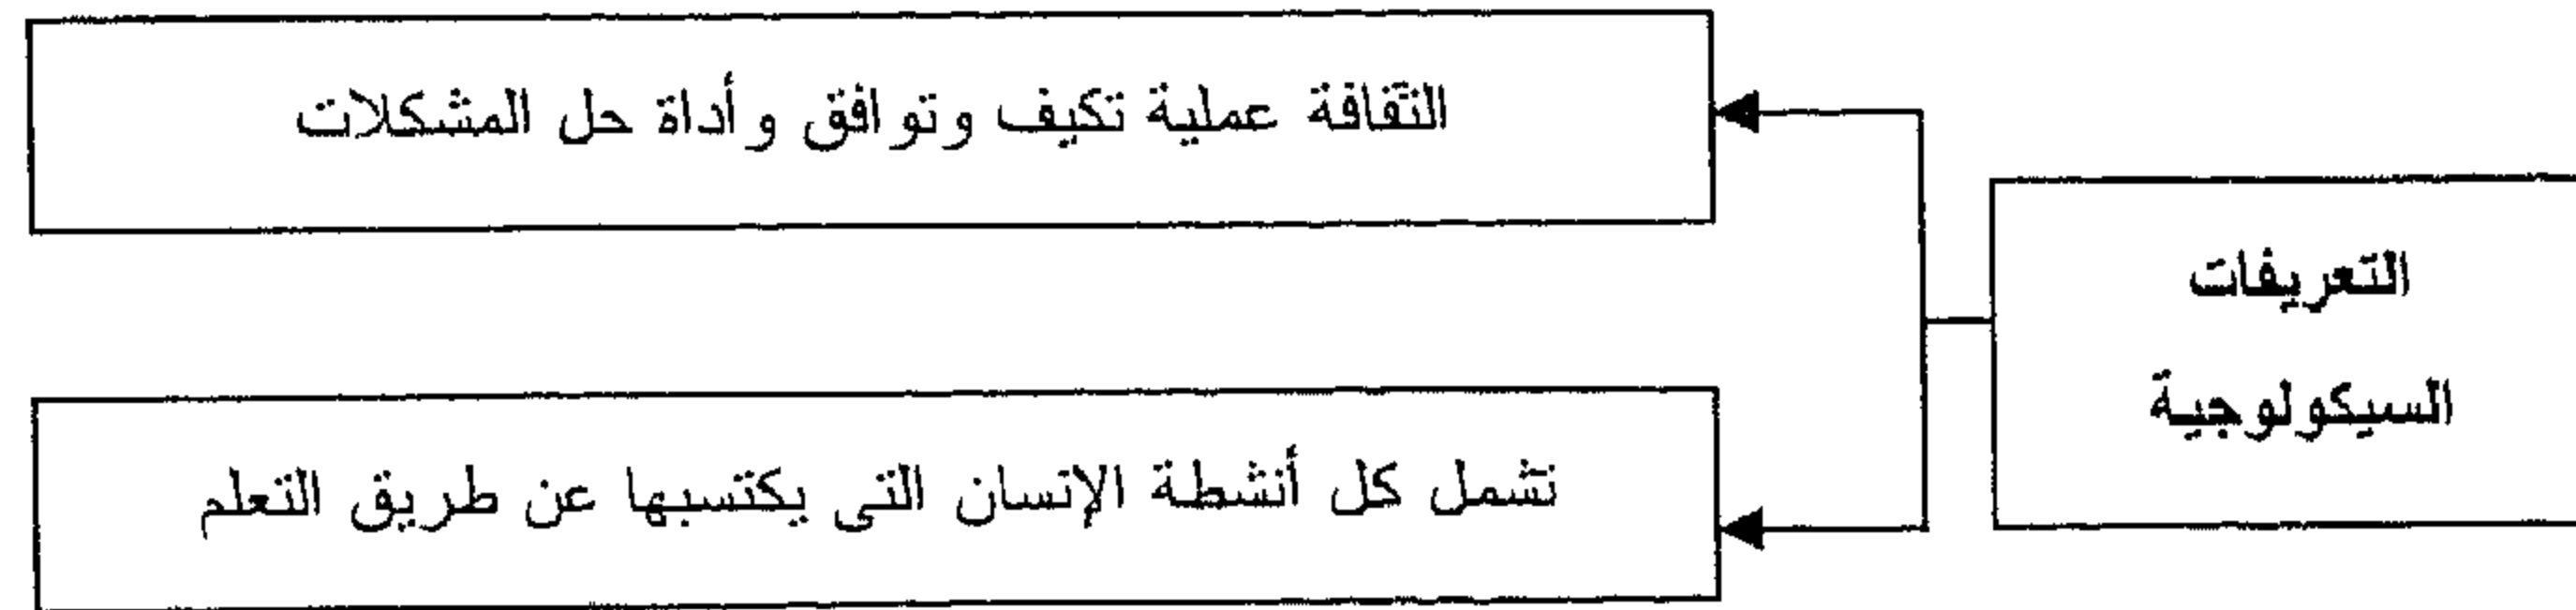 التعريفات
السيكولوجية
الثقافة عملية تكيف وتوافق وأداة حل المشكلات
تشمل كل أنشطة الإنسان التى يكتسبها عن طريق التعلم